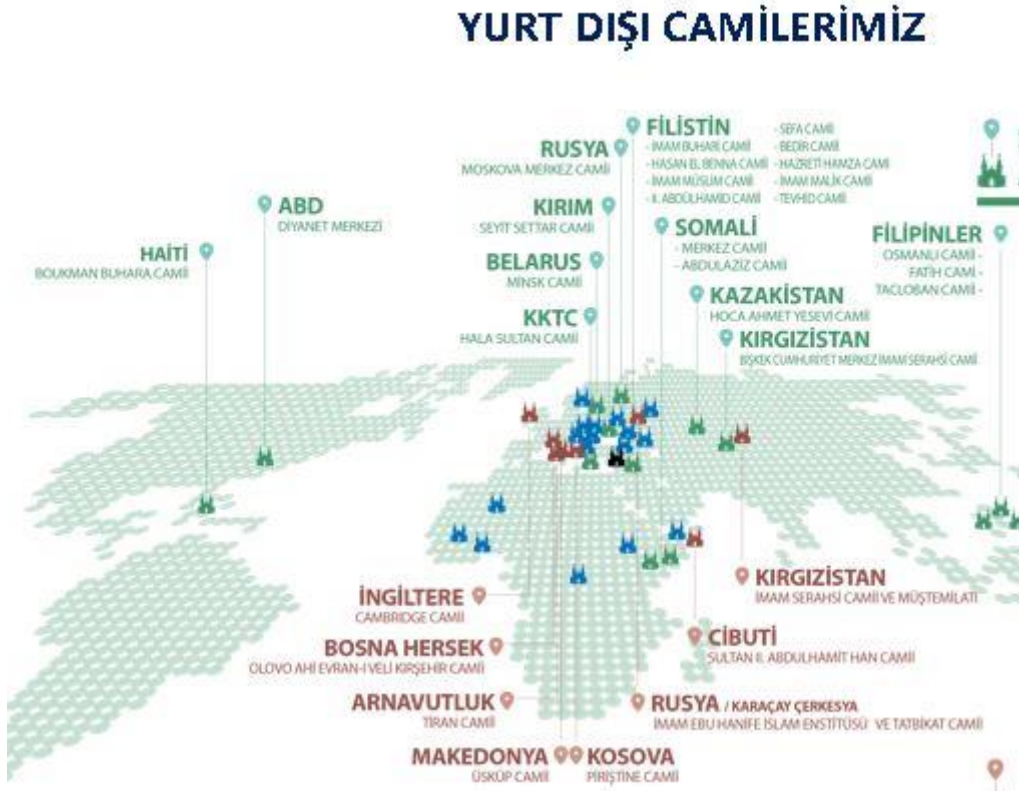 YURT DIŞI CAMİLERİMİZ
FİLİSTİN
- İMAM BUHARİ CAMİİ
- HASAN EL BENNA CAMİİ
- İMAM MÜSLİM CAMİİ
- II. ABDÜLHAMİD CAMİİ
- SEFA CAMİİ
- BEDİR CAMİİ
- HAZRETİ HAMZA CAMİİ
- İMAM MALİK CAMİİ
- TEVHİD CAMİİ
RUSYA
MOSKOVA MERKEZ CAMİİ
ABD
DİYANET MERKEZİ
KIRIM
SEYİT SETTAR CAMİİ
SOMALİ
- MERKEZ CAMİİ
- ABDULAZİZ CAMİİ
FİLİPİNLER
OSMANLI CAMİİ -
FATİH CAMİ -
TACLOBAN CAMİİ -
HAİTİ
BOUKMAN BUHARA CAMİİ
BELARUS
MİNSK CAMİİ
KAZAKİSTAN
HOCA AHMET YESEVİ CAMİİ
KKTC
HALA SULTAN CAMİİ
KIRGIZİSTAN
BİŞKEK CUMHURİYET MERKEZ İMAM SERAHSİ CAMİİ
KIRGIZİSTAN
İMAM SERAHSİ CAMİİ VE MÜŞTEMİLATI
İNGİLTERE
CAMBRIDGE CAMİİ
CİBUTİ
SULTAN II. ABDULHAMİT HAN CAMİİ
BOSNA HERSEK
OLOVO AHİ EVRAN-I VELİ KIRŞEHİR CAMİİ
ARNAVUTLUK
TİRAN CAMİİ
RUSYA / KARAÇAY ÇERKESYA
İMAM EBU HANİFE İSLAM ENSTİTÜSÜ VE TATBİKAT CAMİİ
MAKEDONYA
ÜSKÜP CAMİİ
KOSOVA
PİRİŞTİNE CAMİİ